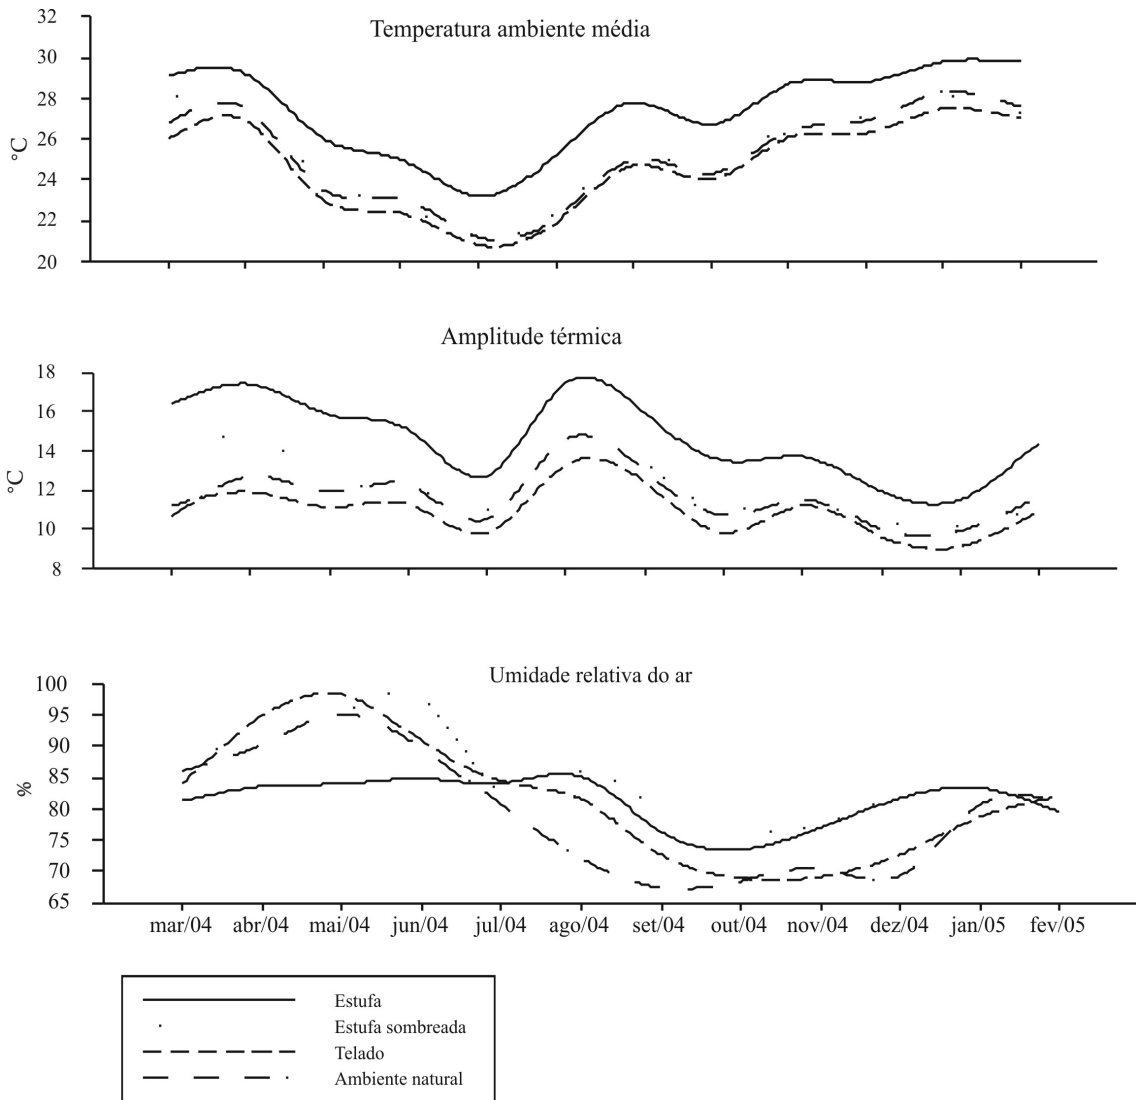 Temperatura ambiente média
32
30
28
26
24
22
20
°C
Amplitude térmica
18
16
14
12
10
8
°C
Umidade relativa do ar
100
95
90
85
80
75
70
65
%
mar/04 abr/04 mai/04 jun/04 jul/04 ago/04 set/04 out/04 nov/04 dez/04 jan/05 fev/05
Estufa
Estufa sombreada
Telado
Ambiente natural